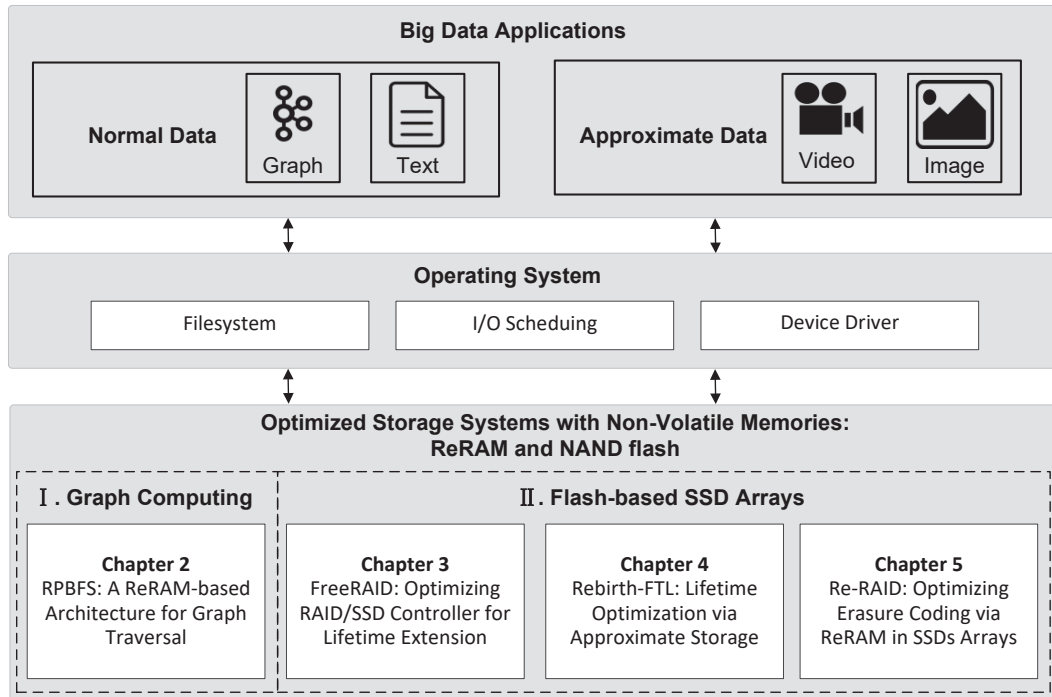 Big Data Applications
Normal Data
Graph
Text
Approximate Data
Video
Image
Operating System
Filesystem
I/O Scheduing
Device Driver
Optimized Storage Systems with Non-Volatile Memories:
ReRAM and NAND flash
Ⅰ. Graph Computing
Ⅱ. Flash-based SSD Arrays
Chapter 2
RPBFS: A ReRAM-based
Architecture for Graph
Traversal
Chapter 3
FreeRAID: Optimizing
RAID/SSD Controller for
Lifetime Extension
Chapter 4
Rebirth-FTL: Lifetime
Optimization via
Approximate Storage
Chapter 5
Re-RAID: Optimizing
Erasure Coding via
ReRAM in SSDs Arrays